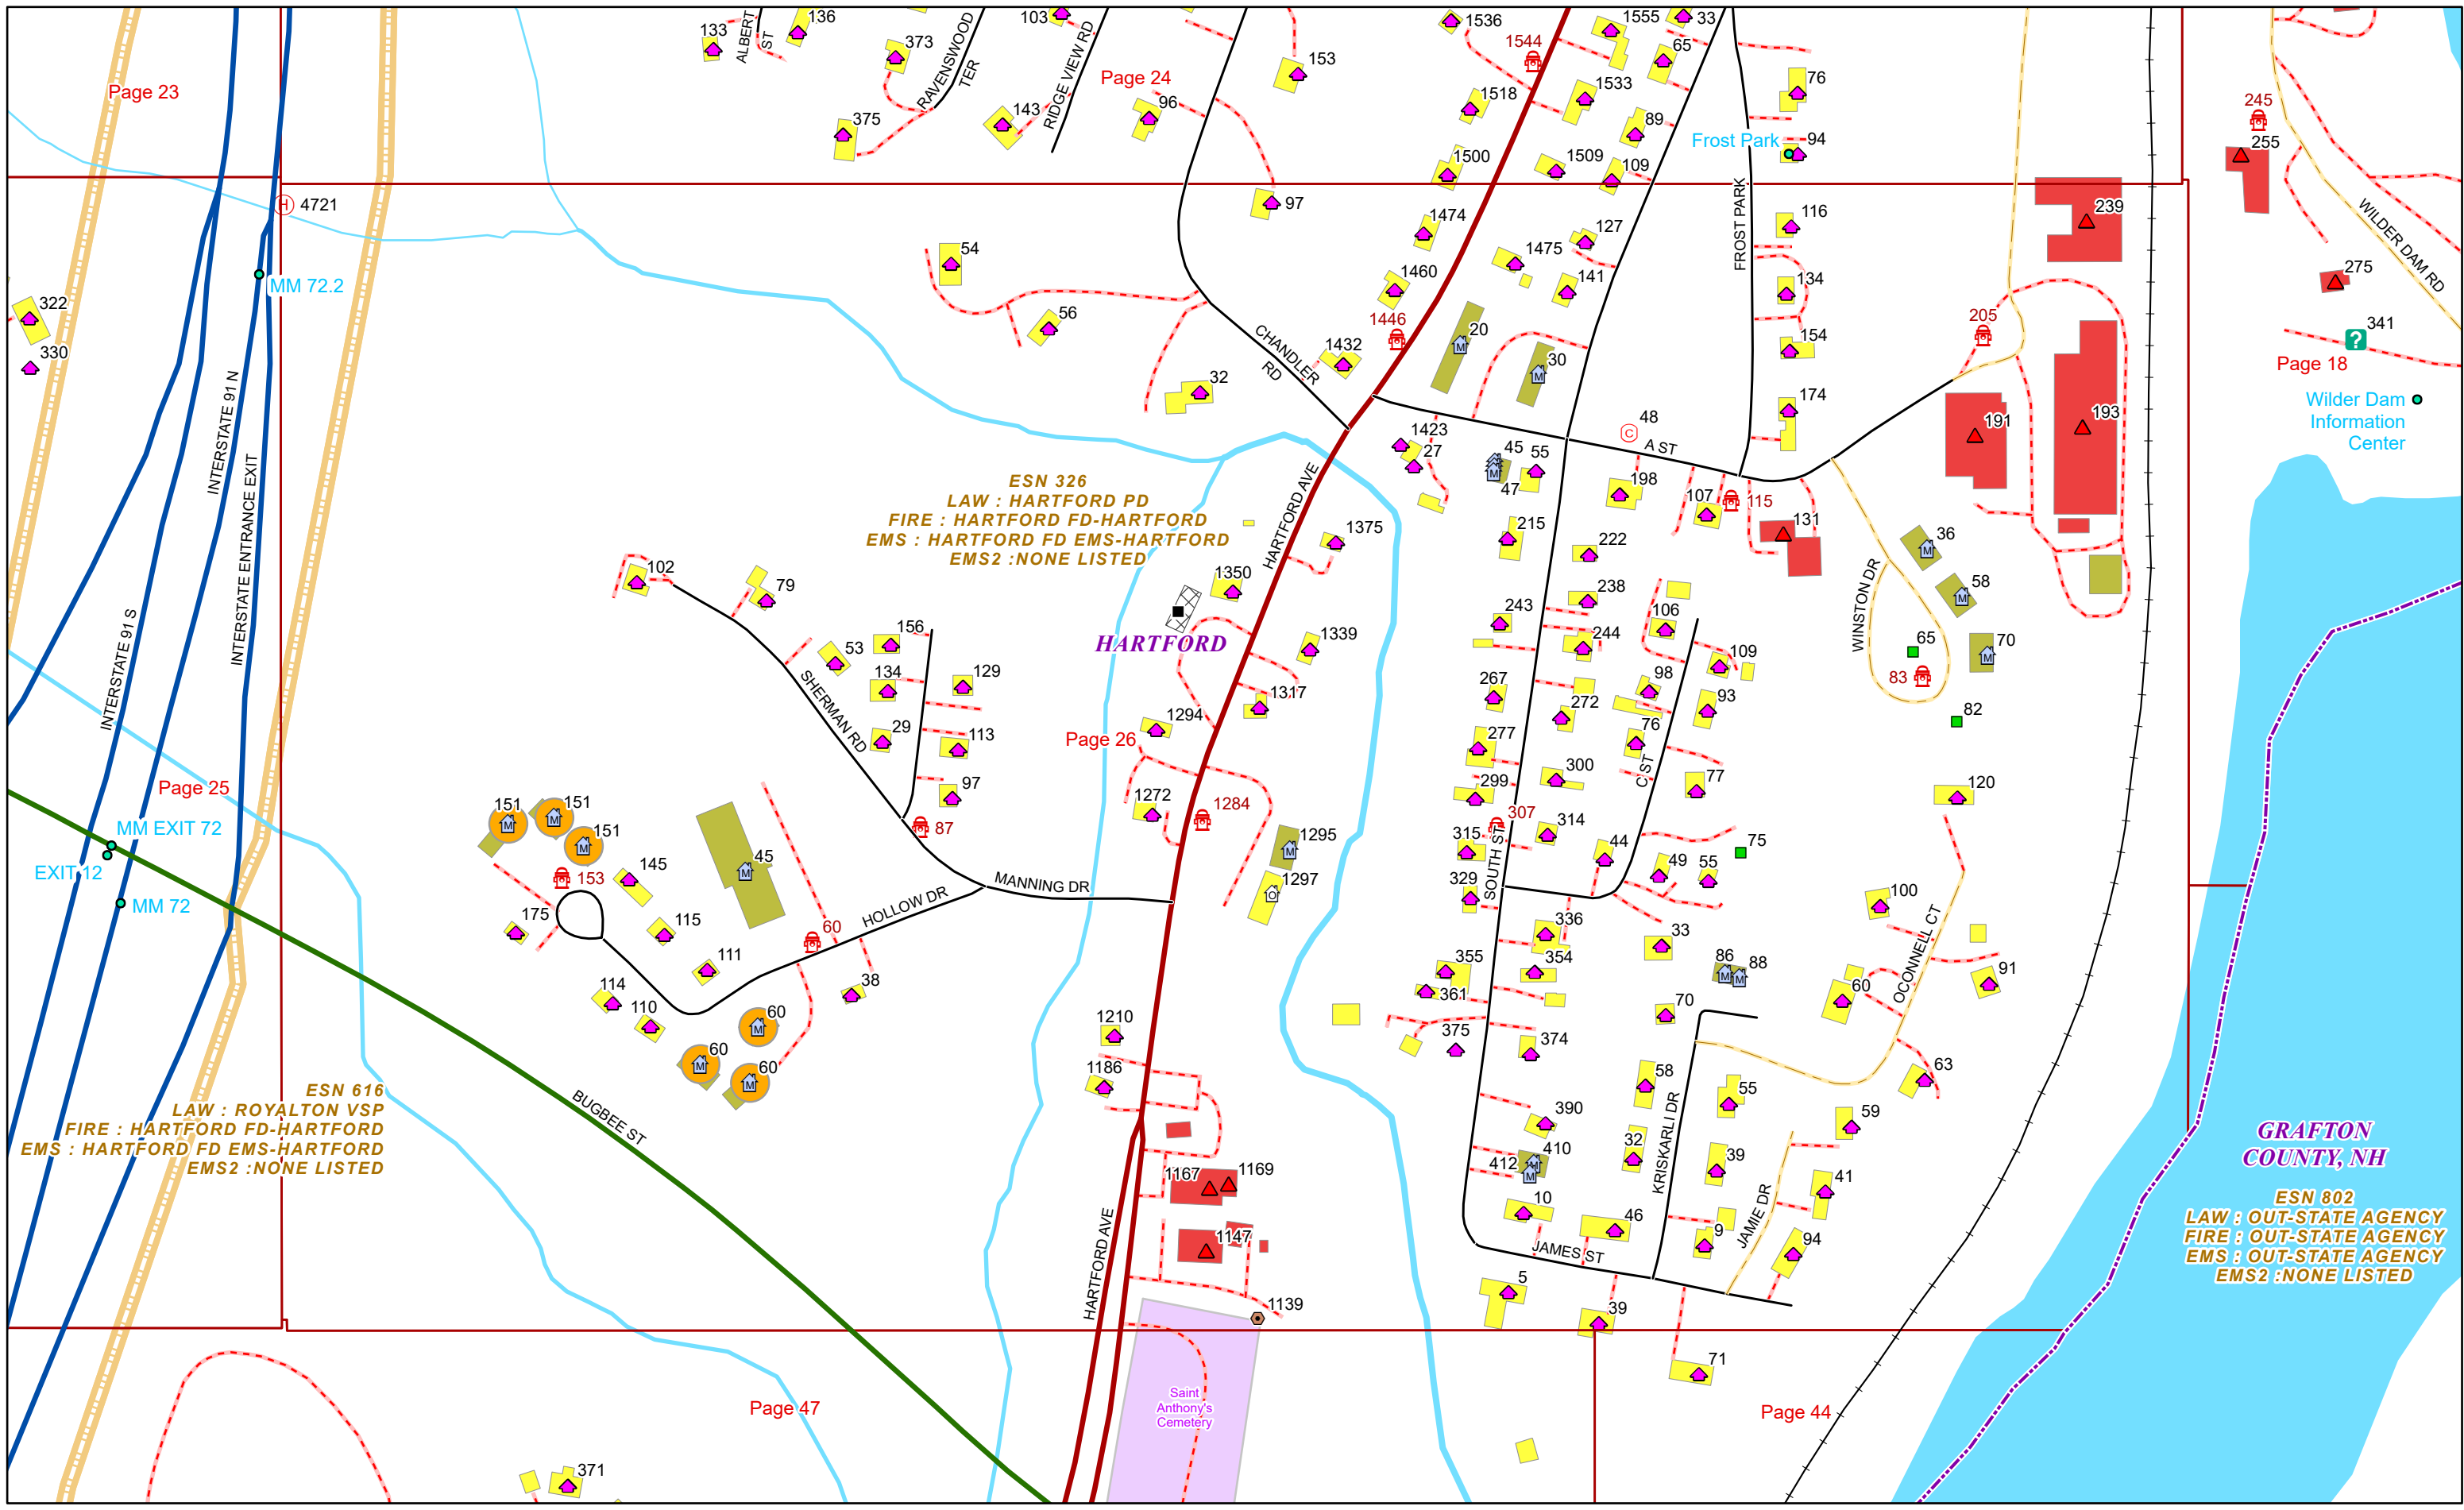 133
ALBERT
ST
136
373
RAVENSWOOD
TER
103
RIDGE VIEW RD
Page 24
153
1536
1544
1555
33
65
76
Page 23
375
143
96
1518
1533
89
Frost Park
94
245
255
1500
1509
109
H 4721
97
1474
127
1475
FROST PARK
116
239
WILDER DAM RD
MM 72.2
54
1460
141
134
275
322
56
1446
20
205
341
330
CHANDLER
RD
1432
30
154
Page 18
32
174
Wilder Dam
Information
Center
INTERSTATE 91 N
INTERSTATE ENTRANCE EXIT
1423
27
45
55
47
C 48
A ST
191
193
ESN 326
LAW : HARTFORD PD
FIRE : HARTFORD FD-HARTFORD
EMS : HARTFORD FD EMS-HARTFORD
EMS2 :NONE LISTED
HARTFORD AVE
198
107
115
131
1375
215
222
36
102
79
1350
238
58
WINSTON DR
INTERSTATE 91 S
156
HARTFORD
1339
243
106
244
65
70
53
134
129
109
83
SHERMAN RD
1317
267
98
93
272
82
29
113
1294
Page 26
277
76
C ST
97
1272
1284
299
300
77
120
Page 25
MM EXIT 72
EXIT 12
MM 72
151
151
151
87
307
315
314
44
75
1295
153
145
45
SOUTH ST
49
55
MANNING DR
1297
329
HOLLOW DR
175
115
60
336
33
100
OCONNELL CT
111
355
354
86
88
91
114
110
38
361
60
60
70
1210
375
374
60
60
63
1186
58
55
ESN 616
LAW : ROYALTON VSP
FIRE : HARTFORD FD-HARTFORD
EMS : HARTFORD FD EMS-HARTFORD
EMS2 :NONE LISTED
BUGBEE ST
390
59
KRISKARLI DR
GRAFTON
COUNTY, NH
1167
1169
412
410
32
39
41
JAMIE DR
ESN 802
LAW : OUT-STATE AGENCY
FIRE : OUT-STATE AGENCY
EMS : OUT-STATE AGENCY
EMS2 :NONE LISTED
10
46
9
94
1147
HARTFORD AVE
JAMES ST
5
39
1139
71
Saint
Anthony's
Cemetery
Page 47
Page 44
371